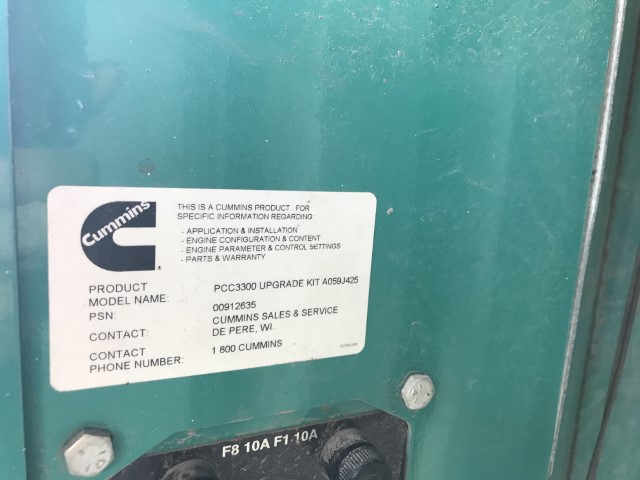 Cummins
THIS IS A CUMMINS PRODUCT. FOR
SPECIFIC INFORMATION REGARDING:
- APPLICATION & INSTALLATION
- ENGINE CONFIGURATION & CONTENT
- ENGINE PARAMETER & CONTROL SETTINGS
- PARTS & WARRANTY
PRODUCT
MODEL NAME: PCC3300 UPGRADE KIT A059J425
PSN: 00912635
CONTACT: CUMMINS SALES & SERVICE
DE PERE, WI
CONTACT
PHONE NUMBER: 1 800 CUMMINS
F8 10A F1 10A